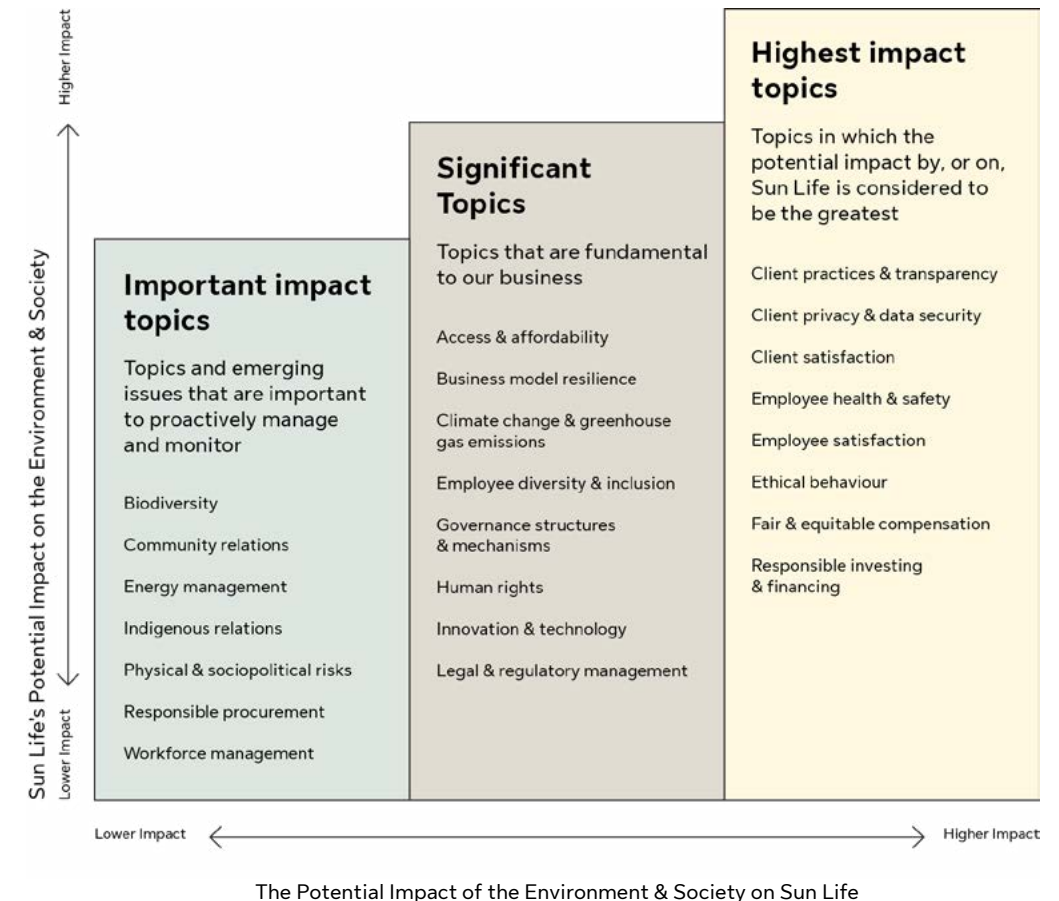 Higher Impact
Sun Life's Potential Impact on the Environment & Society
Lower Impact
Important impact
topics
Topics and emerging
issues that are important
to proactively manage
and monitor
Biodiversity
Community relations
Energy management
Indigenous relations
Physical & sociopolitical risks
Responsible procurement
Workforce management
Significant
Topics
Topics that are fundamental
to our business
Access & affordability
Business model resilience
Climate change & greenhouse
gas emissions
Employee diversity & inclusion
Governance structures
& mechanisms
Human rights
Innovation & technology
Legal & regulatory management
Highest impact
topics
Topics in which the
potential impact by, or on,
Sun Life is considered to
be the greatest
Client practices & transparency
Client privacy & data security
Client satisfaction
Employee health & safety
Employee satisfaction
Ethical behaviour
Fair & equitable compensation
Responsible investing
& financing
Lower Impact
Higher Impact
The Potential Impact of the Environment & Society on Sun Life